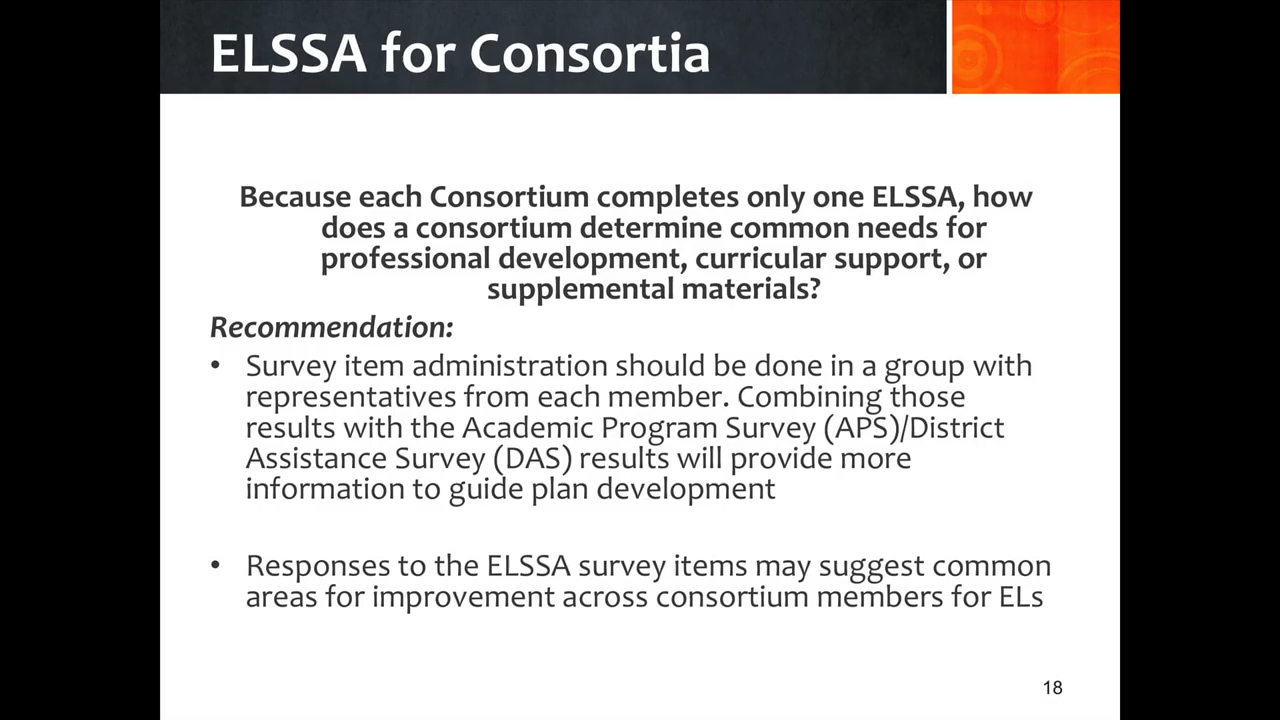 ELSSA for Consortia
Because each Consortium completes only one ELSSA, how
does a consortium determine common needs for
professional development, curricular support, or
supplemental materials?
Recommendation:
• Survey item administration should be done in a group with
representatives from each member. Combining those
results with the Academic Program Survey (APS)/District
Assistance Survey (DAS) results will provide more
information to guide plan development
• Responses to the ELSSA survey items may suggest common
areas for improvement across consortium members for ELs
18